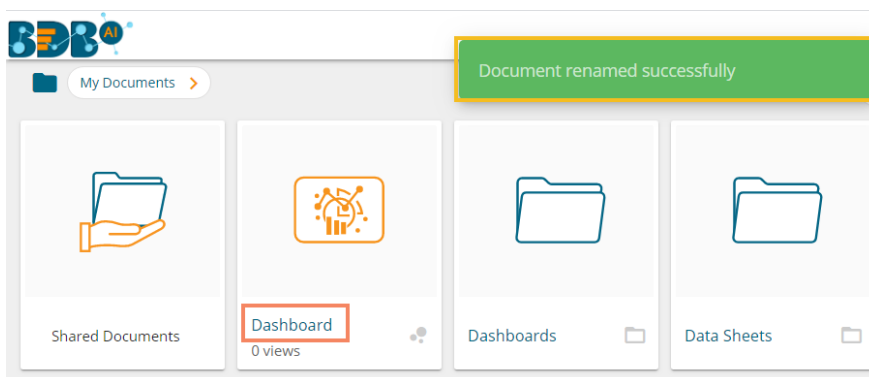 BDB AI
Document renamed successfully
My Documents
Shared Documents
Dashboard
0 views
Dashboards
Data Sheets